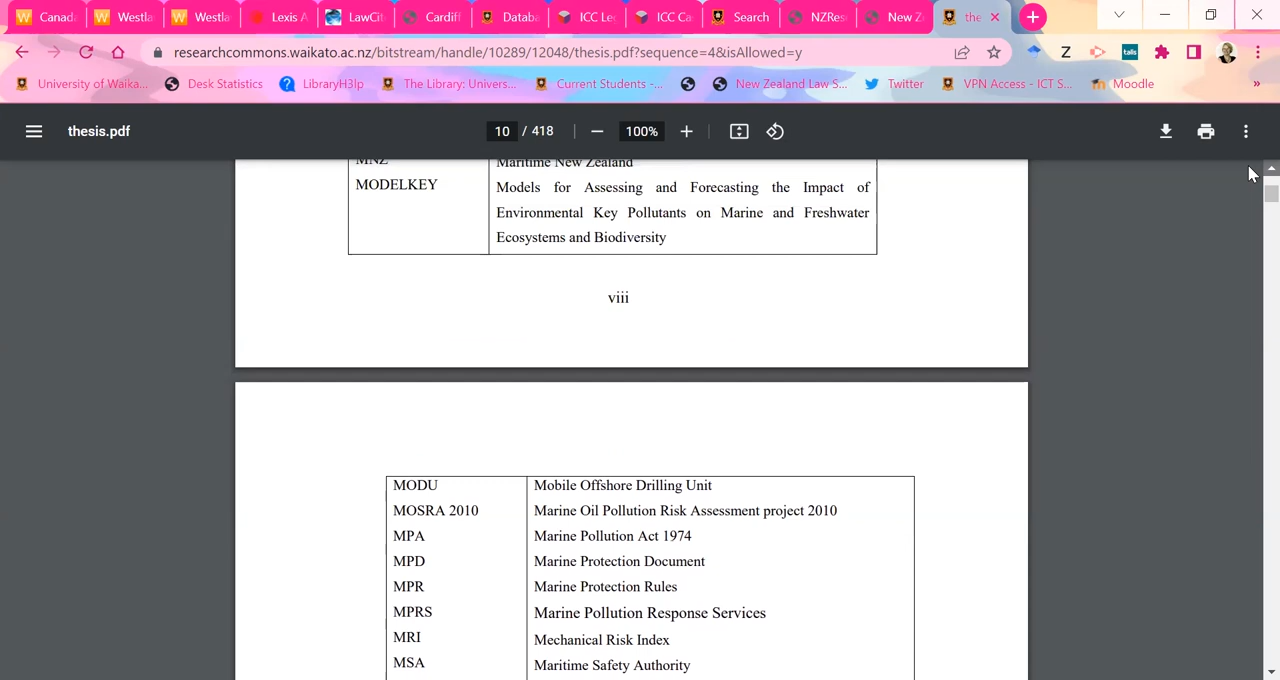 Canad
Westla
Westla
Lexis A
LawCit
Cardiff
Databa
ICC Le
ICC Ca
Search
NZRes
New Z
the
researchcommons.waikato.ac.nz/bitstream/handle/10289/12048/thesis.pdf?sequence=4&isAllowed=y
Z
talis
University of Waika...
Desk Statistics
LibraryH3lp
The Library: Univers...
Current Students -...
New Zealand Law S...
Twitter
VPN Access - ICT S...
Moodle
»
thesis.pdf
10 / 418
100%
MNZ Maritime New Zealand
MODELKEY Models for Assessing and Forecasting the Impact of
Environmental Key Pollutants on Marine and Freshwater
Ecosystems and Biodiversity
viii
MODU Mobile Offshore Drilling Unit
MOSRA 2010 Marine Oil Pollution Risk Assessment project 2010
MPA Marine Pollution Act 1974
MPD Marine Protection Document
MPR Marine Protection Rules
MPRS Marine Pollution Response Services
MRI Mechanical Risk Index
MSA Maritime Safety Authority